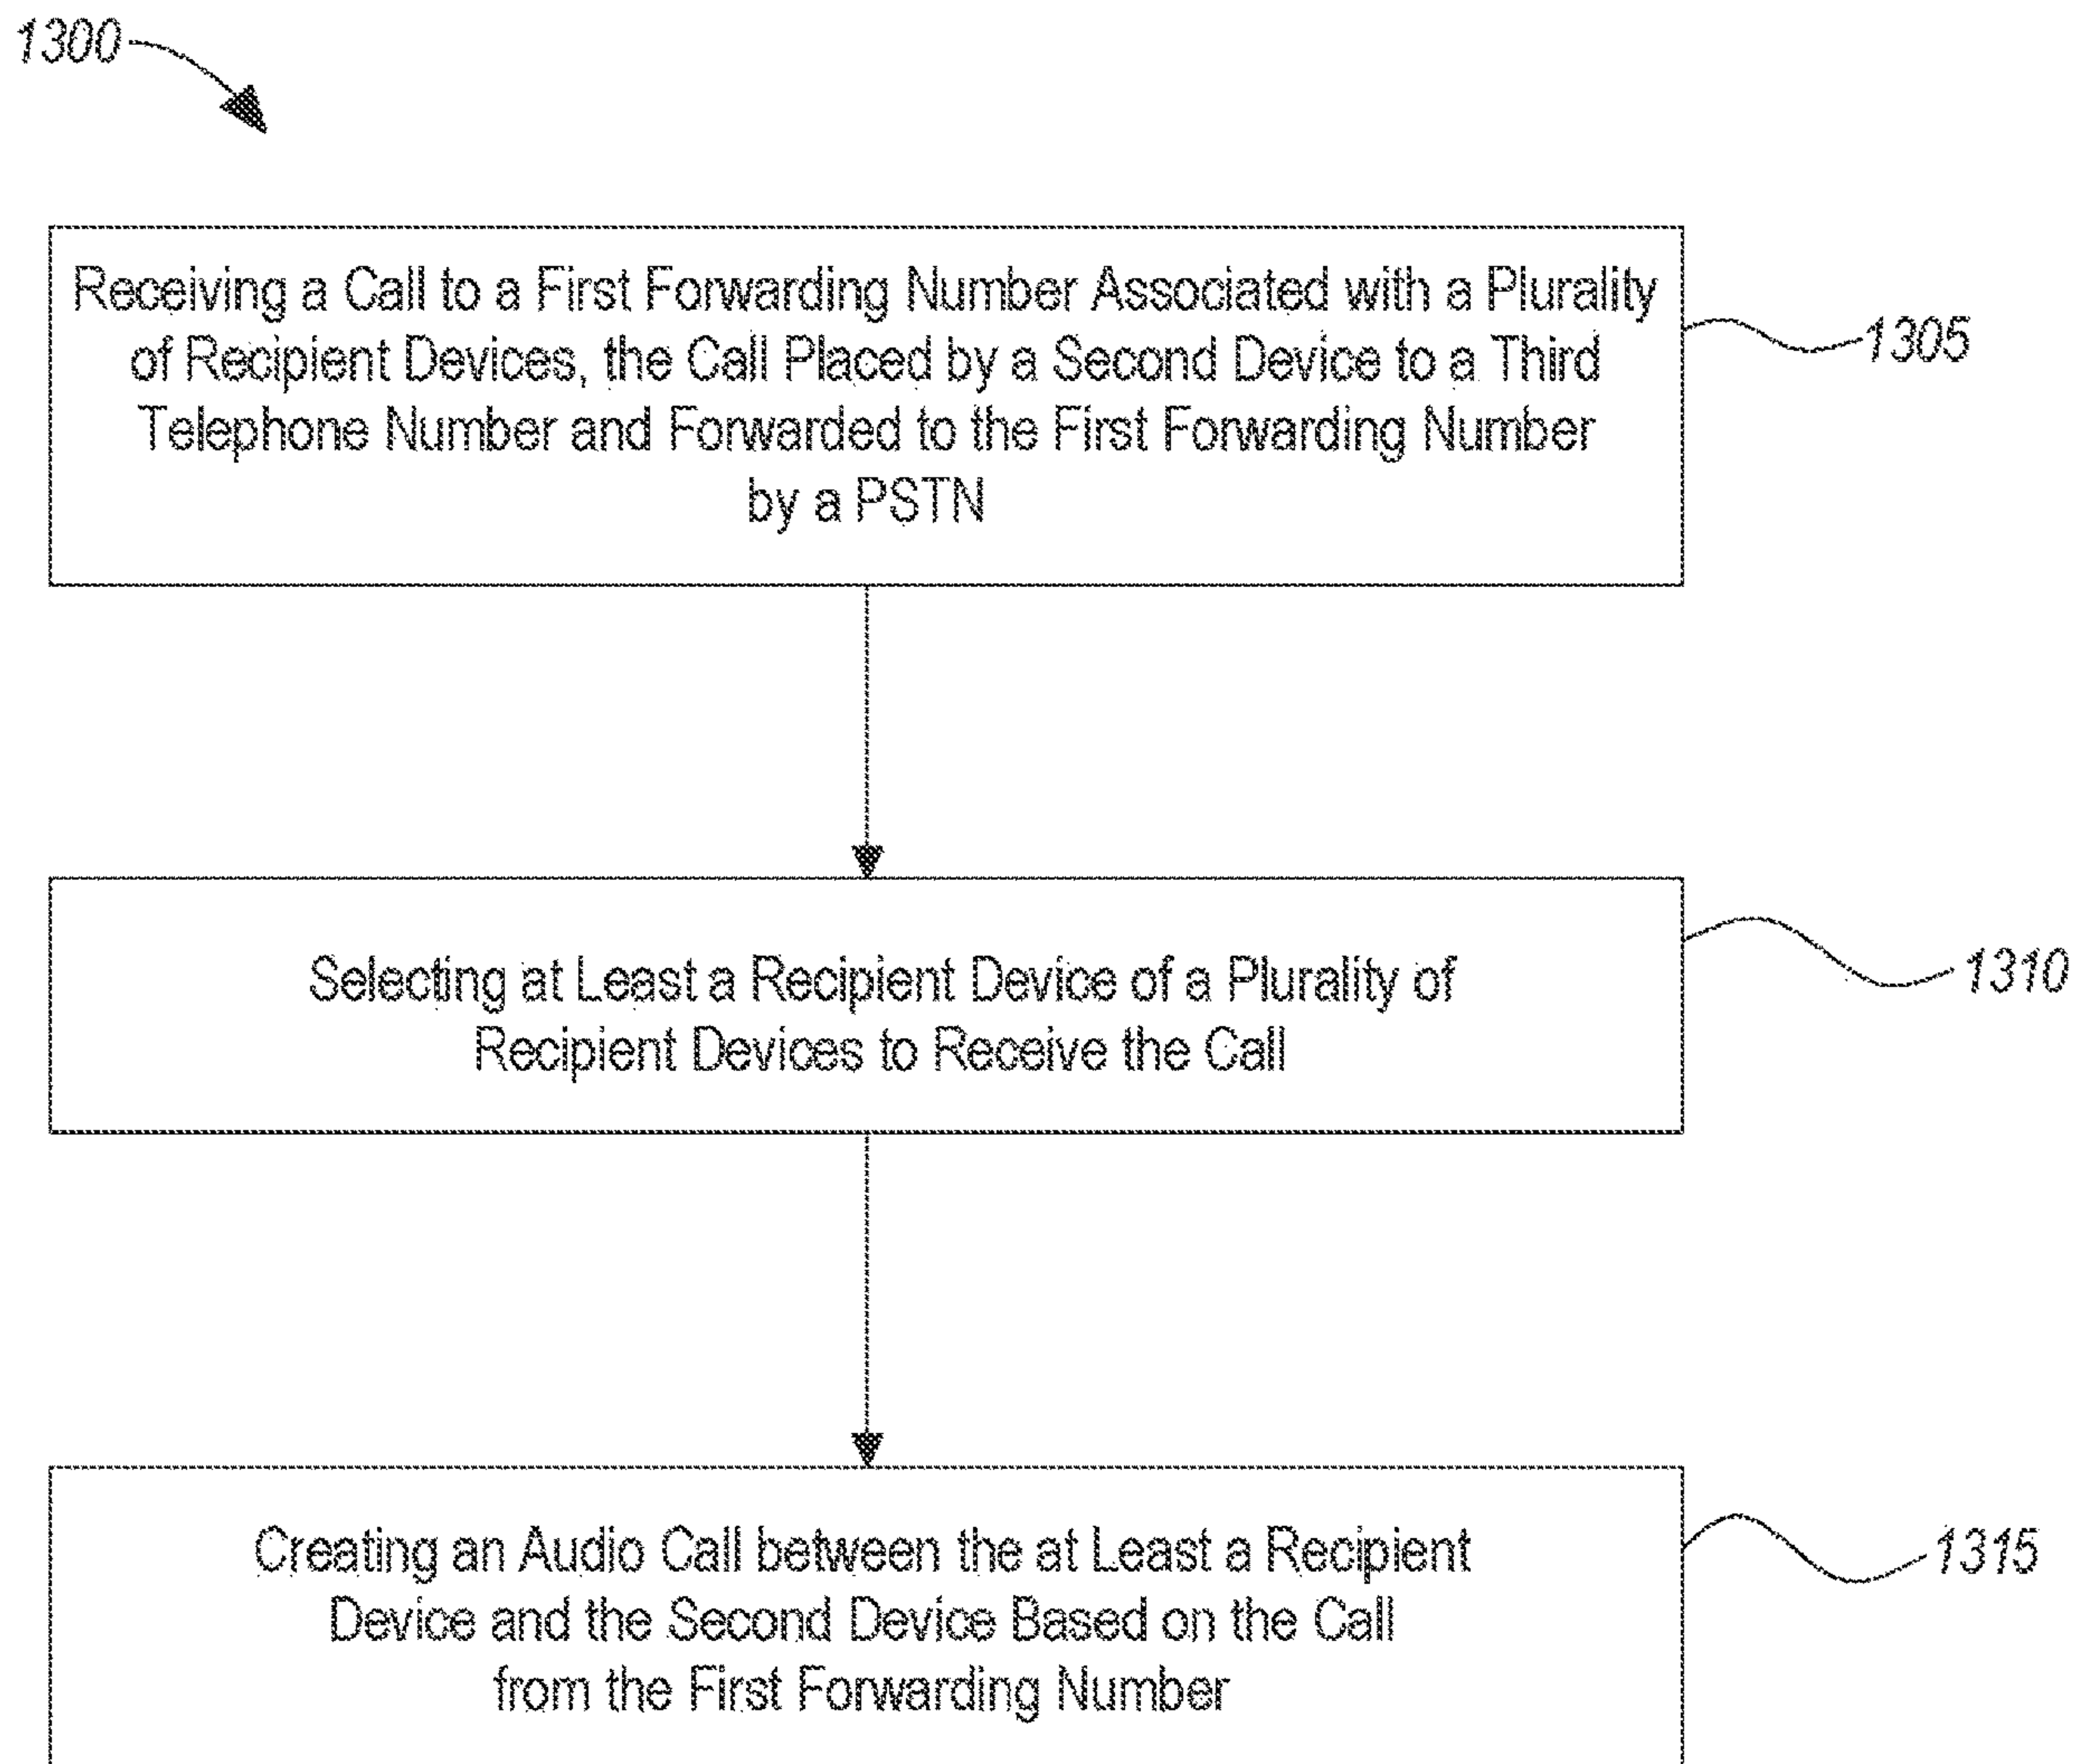 1300
Receiving a Call to a First Forwarding Number Associated with a Plurality
of Recipient Devices, the Call Placed by a Second Device to a Third
Telephone Number and Forwarded to the First Forwarding Number
by a PSTN
1305
Selecting at Least a Recipient Device of a Plurality of
Recipient Devices to Receive the Call
1310
Creating an Audio Call between the at Least a Recipient
Device and the Second Device Based on the Call
from the First Forwarding Number
1315